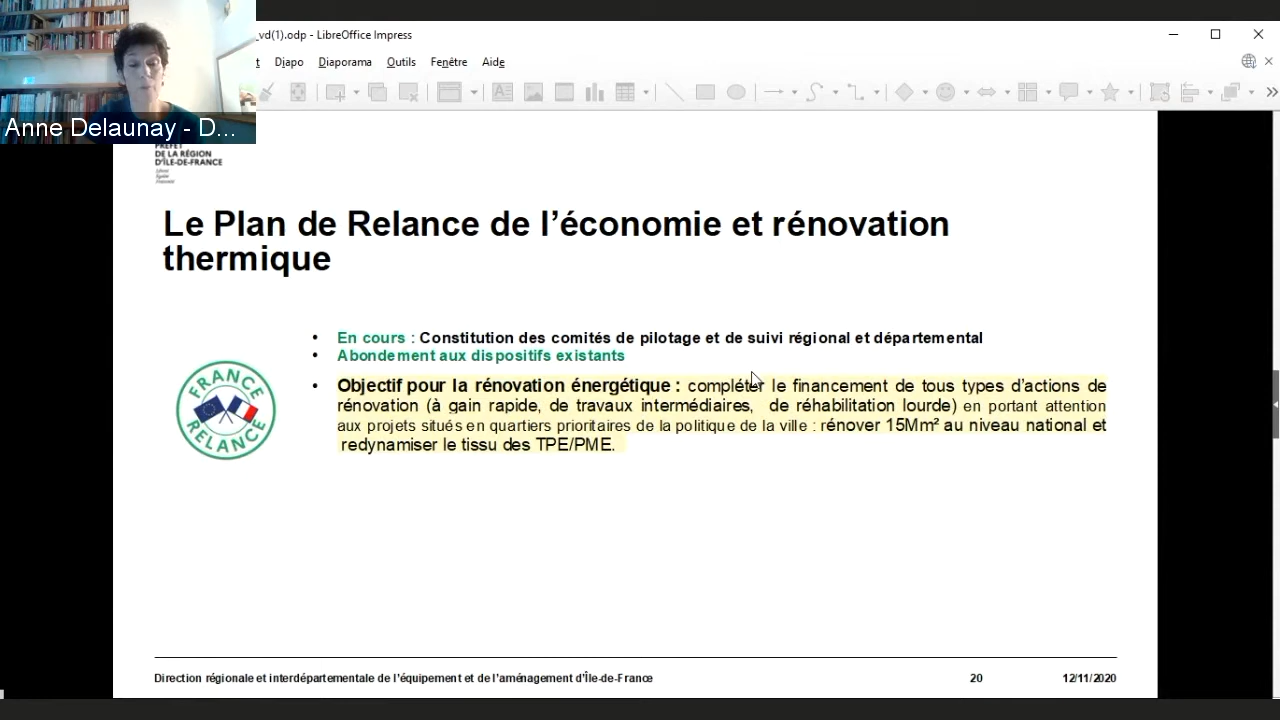 _vd(1).odp - LibreOffice Impress
t Diapo Diaporama Outils Fenêtre Aide
Anne Delaunay - D...
PRÉFET
DE LA RÉGION
D'ÎLE-DE-FRANCE
Liberté
Égalité
Fraternité
Le Plan de Relance de l’économie et rénovation
thermique
• En cours : Constitution des comités de pilotage et de suivi régional et départemental
• Abondement aux dispositifs existants
FRANCE
RELANCE
• Objectif pour la rénovation énergétique : compléter le financement de tous types d’actions de
rénovation (à gain rapide, de travaux intermédiaires, de réhabilitation lourde) en portant attention
aux projets situés en quartiers prioritaires de la politique de la ville : rénover 15Mm² au niveau national et
redynamiser le tissu des TPE/PME.
Direction régionale et interdépartementale de l'équipement et de l'aménagement d'Île-de-France 20 12/11/2020